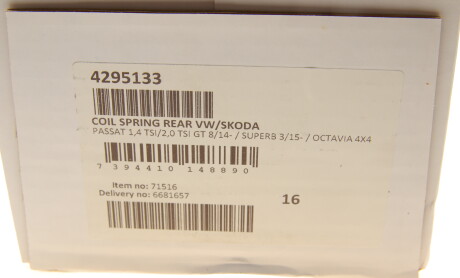 4295133
COIL SPRING REAR VW/SKODA
PASSAT 1,4 TSI/2,0 TSI GT 8/14- / SUPERB 3/15- / OCTAVIA 4X4
7 394410 148890
Item no: 71516
Delivery no: 6681657
16